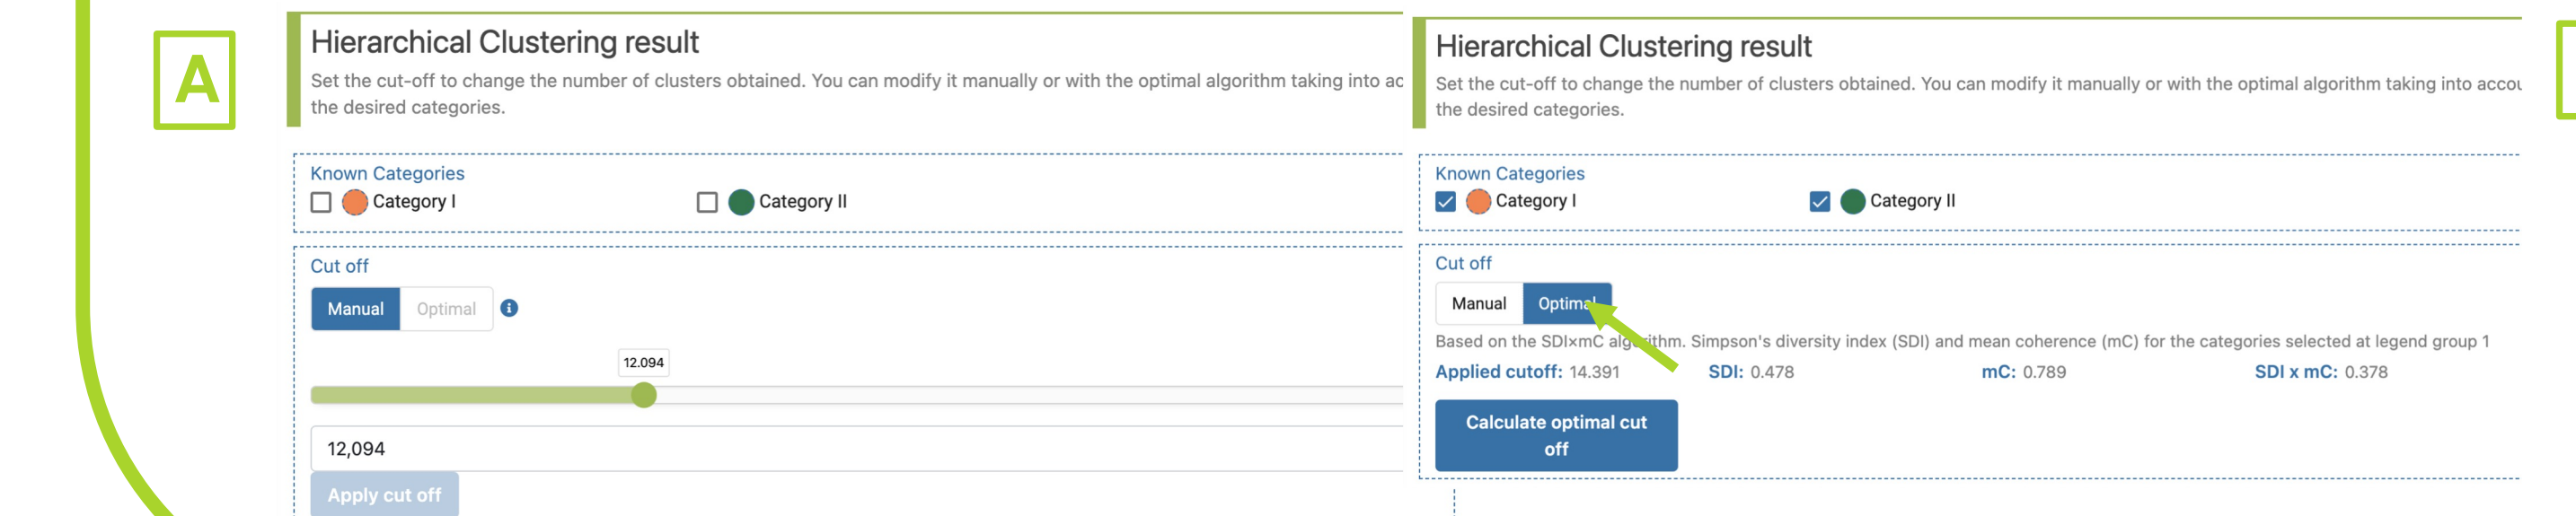 A
Hierarchical Clustering result
Set the cut-off to change the number of clusters obtained. You can modify it manually or with the optimal algorithm taking into ac
the desired categories.
Known Categories
Category I
Category II
Cut off
Manual
Optimal
12.094
12,094
Apply cut off
Hierarchical Clustering result
Set the cut-off to change the number of clusters obtained. You can modify it manually or with the optimal algorithm taking into accou
the desired categories.
Known Categories
Category I
Category II
Cut off
Manual
Optimal
Based on the SDI×mC algorithm. Simpson's diversity index (SDI) and mean coherence (mC) for the categories selected at legend group 1
Applied cutoff: 14.391
SDI: 0.478
mC: 0.789
SDI x mC: 0.378
Calculate optimal cut
off